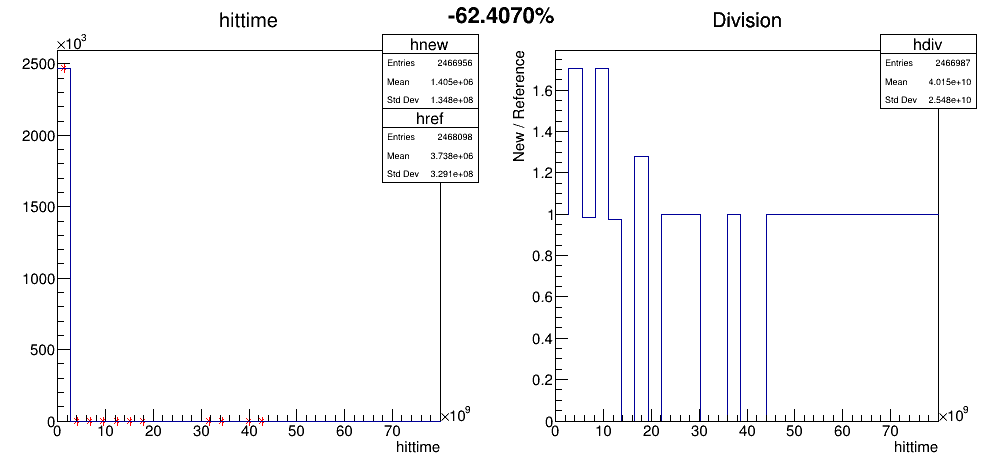 -62.4070%
hittime
×10³
2500
2000
1500
1000
500
0
0 10 20 30 40 50 60 70
×10⁹
hittime
hnew
Entries 2466956
Mean 1.405e+06
Std Dev 1.348e+08
href
Entries 2468098
Mean 3.738e+06
Std Dev 3.291e+08
Division
New / Reference
1.6
1.4
1.2
1
0.8
0.6
0.4
0.2
0
0 10 20 30 40 50 60 70
×10⁹
hittime
hdiv
Entries 2466987
Mean 4.015e+10
Std Dev 2.548e+10